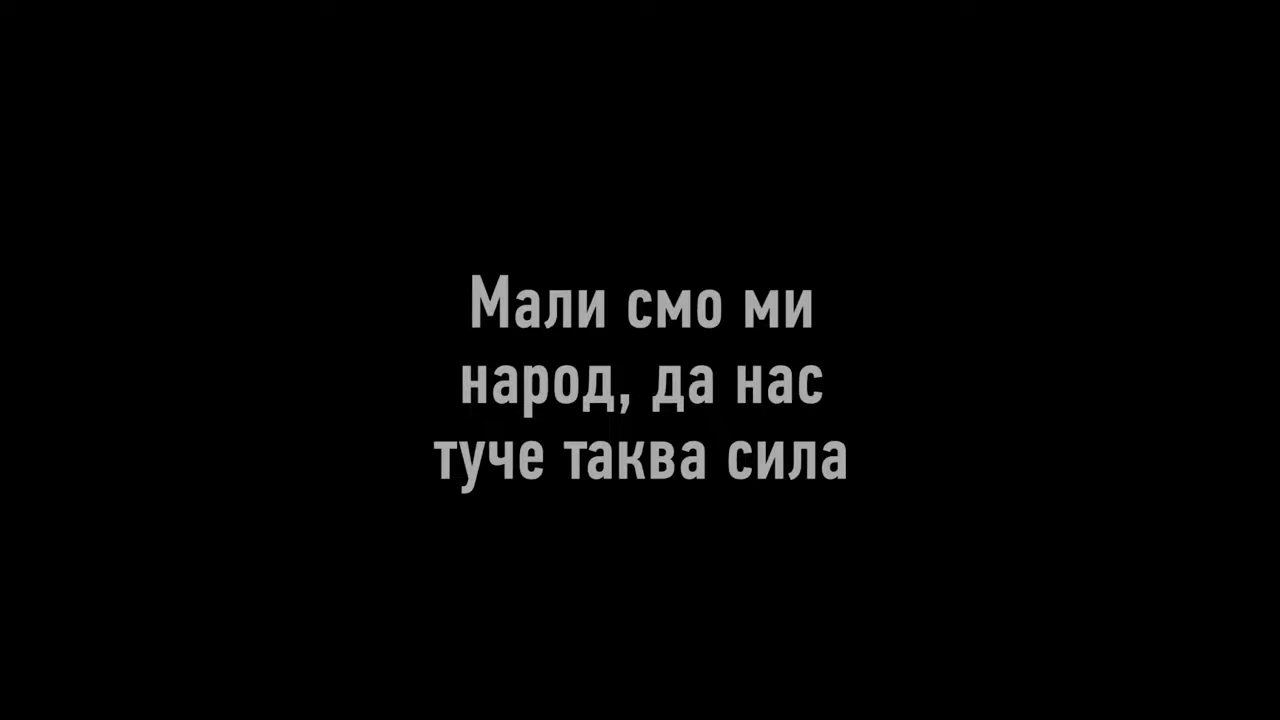 Мали смо ми
народ, да нас
туче таква сила